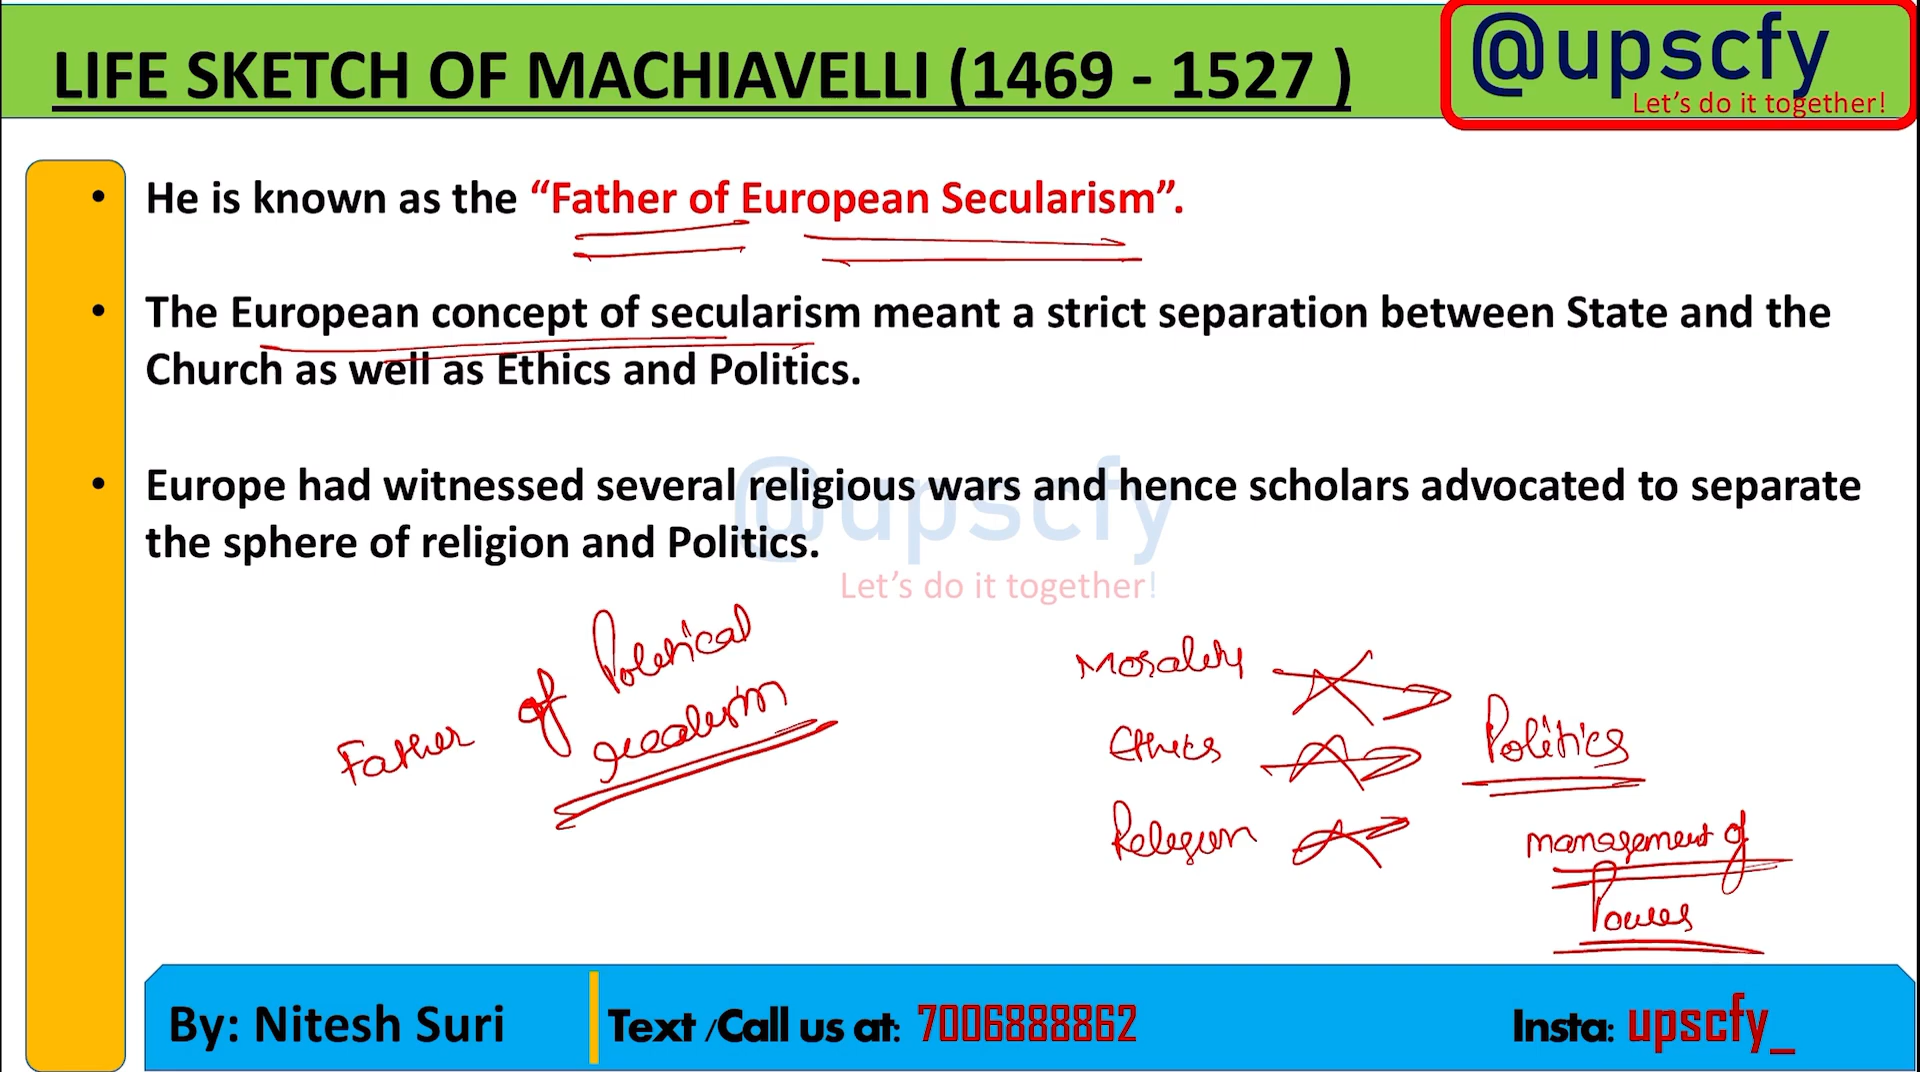 LIFE SKETCH OF MACHIAVELLI (1469 - 1527 )
@upscfy
Let's do it together!
• He is known as the “Father of European Secularism”.
• The European concept of secularism meant a strict separation between State and the
Church as well as Ethics and Politics.
• Europe had witnessed several religious wars and hence scholars advocated to separate
the sphere of religion and Politics.
@upscfy
Let's do it together!
Father of Political
realism
Morality
Ethics
Politics
Religion
management of
Power
By: Nitesh Suri
Text /Call us at: 7006888862
Insta: upscfy_